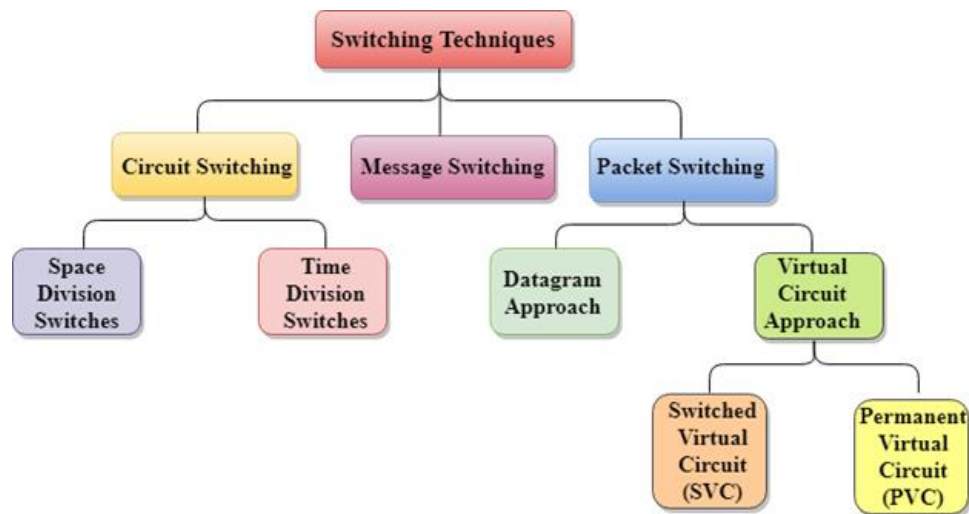 Switching Techniques
Circuit Switching
Message Switching
Packet Switching
Space
Division
Switches
Time
Division
Switches
Datagram
Approach
Virtual
Circuit
Approach
Switched
Virtual
Circuit
(SVC)
Permanent
Virtual
Circuit
(PVC)